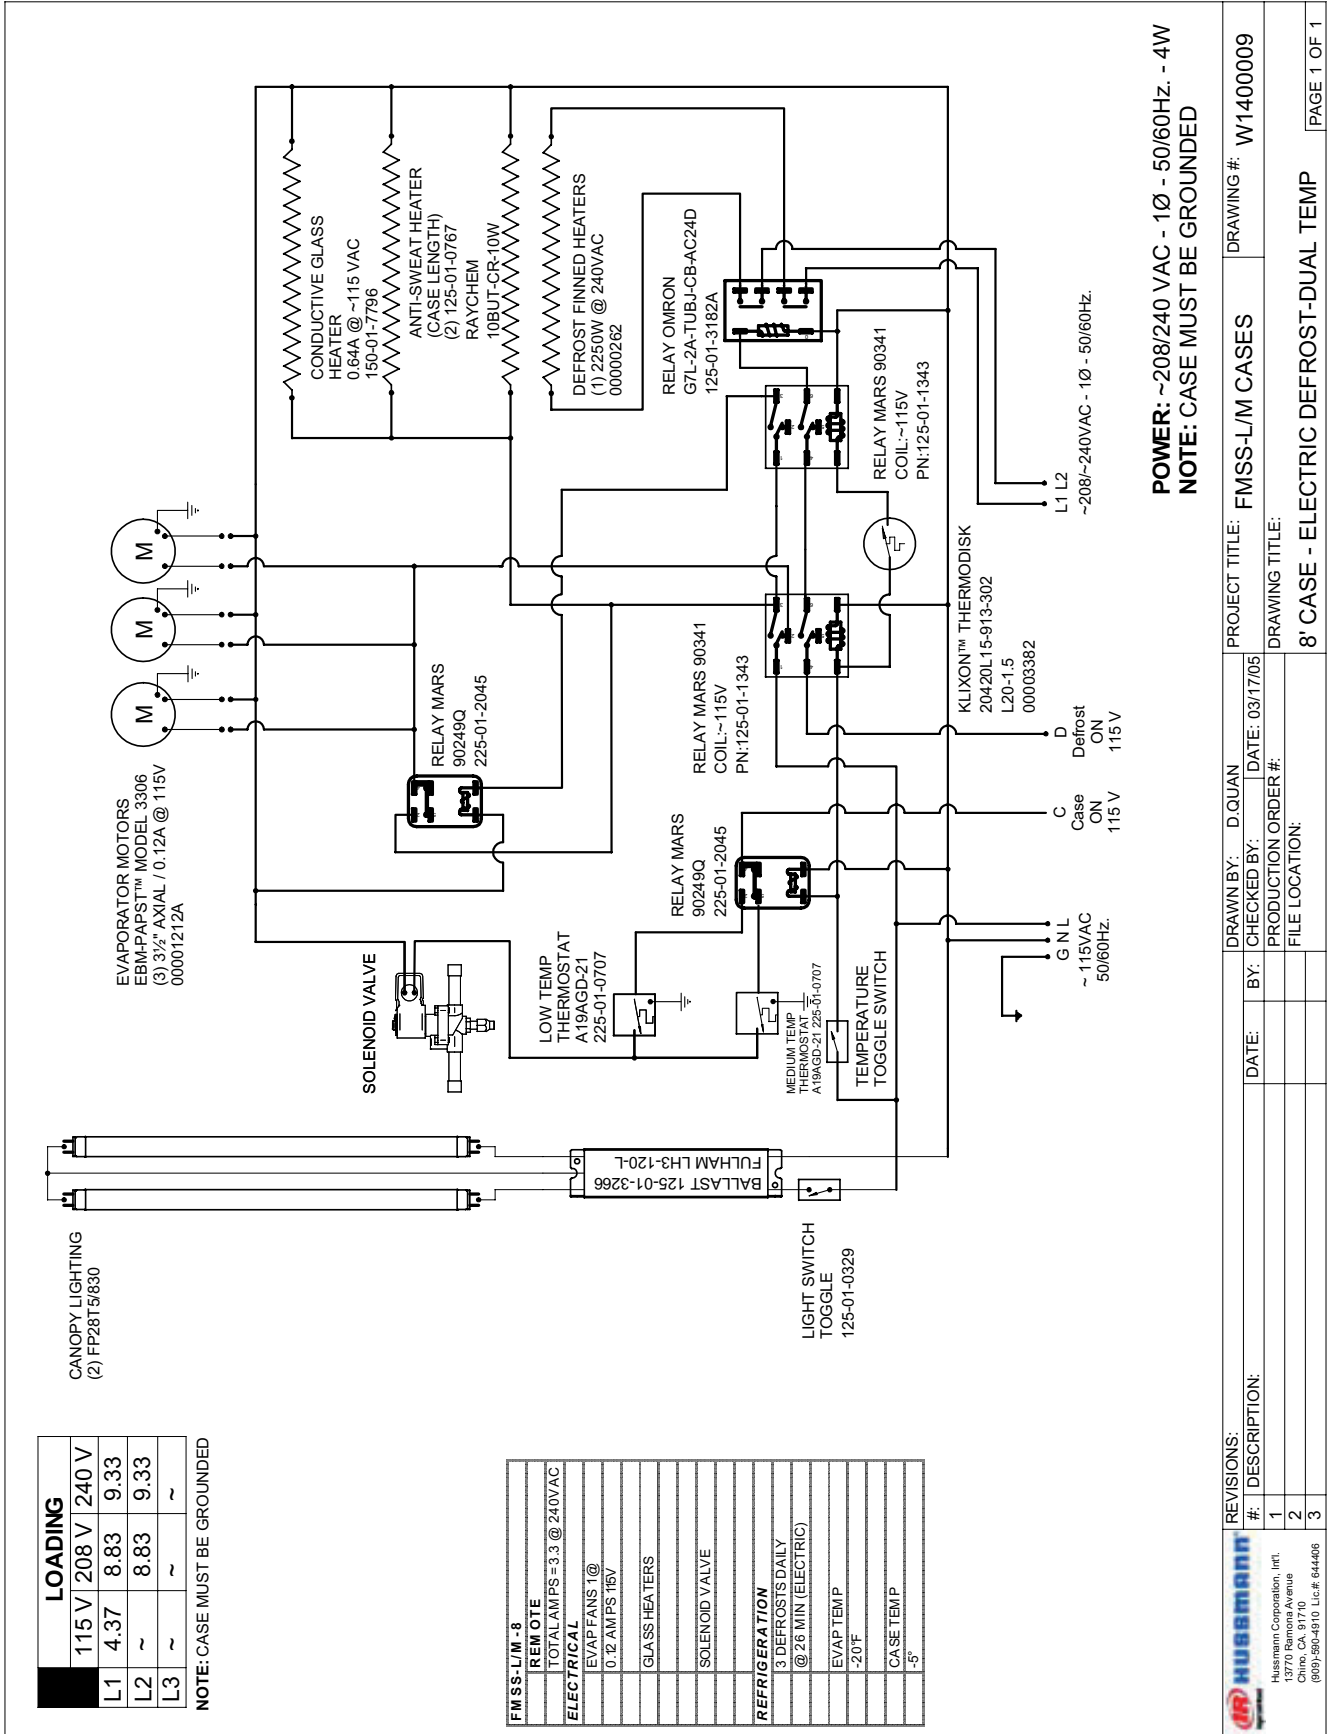 LOADING
115 V 208 V 240 V
L1 4.37 8.83 9.33
L2 ~ 8.83 9.33
L3 ~ ~ ~
NOTE: CASE MUST BE GROUNDED
CANOPY LIGHTING
(2) FP28T5/830
EVAPORATOR MOTORS
EBM-PAPST™ MODEL 3306
(3) 3½" AXIAL / 0.12A @ 115V
00001212A
M
M
M
SOLENOID VALVE
CONDUCTIVE GLASS
HEATER
0.64A @ ~115 VAC
150-01-7796
ANTI-SWEAT HEATER
(CASE LENGTH)
(2) 125-01-0767
RAYCHEM
10BUT-CR-10W
DEFROST FINNED HEATERS
(1) 2250W @ 240VAC
00000262
RELAY MARS
90249Q
225-01-2045
RELAY OMRON
G7L-2A-TUBJ-CB-AC24D
125-01-3182A
LOW TEMP
THERMOSTAT
A19AGD-21
225-01-0707
RELAY MARS
90249Q
225-01-2045
RELAY MARS 90341
COIL:~115V
PN:125-01-1343
RELAY MARS 90341
COIL:~115V
PN:125-01-1343
BALLAST 125-01-3266
FULHAM LH3-120-L
MEDIUM TEMP
THERMOSTAT
A19AGD-21 225-01-0707
TEMPERATURE
TOGGLE SWITCH
LIGHT SWITCH
TOGGLE
125-01-0329
KLIXON™ THERMODISK
20420L15-913-302
L20-1.5
00003382
G N L
~ 115VAC
50/60Hz.
C
Case
ON
115 V
D
Defrost
ON
115 V
L1 L2
~208/~240VAC - 1Ø - 50/60Hz.
FMSS-L/M-8
REMOTE
TOTAL AMPS = 3.3 @ 240VAC
ELECTRICAL
EVAP FANS 1@
0.12 AMPS 115V
GLASS HEATERS
SOLENOID VALVE
REFRIGERATION
3 DEFROSTS DAILY
@ 26 MIN (ELECTRIC)
EVAP TEMP
-20°F
CASE TEMP
-5°
POWER: ~208/240 VAC - 1Ø - 50/60Hz. - 4W
NOTE: CASE MUST BE GROUNDED
IR HUSSMANN
Hussmann Corporation, Int'l.
13770 Ramona Avenue
Chino, CA. 91710
(909)-590-4910 Lic.#: 644406
REVISIONS:
#: DESCRIPTION: DATE: BY:
1
2
3
DRAWN BY: D.QUAN
CHECKED BY: DATE: 03/17/05
PRODUCTION ORDER #:
FILE LOCATION:
PROJECT TITLE: FMSS-L/M CASES
DRAWING #: W1400009
DRAWING TITLE:
8' CASE - ELECTRIC DEFROST-DUAL TEMP
PAGE 1 OF 1